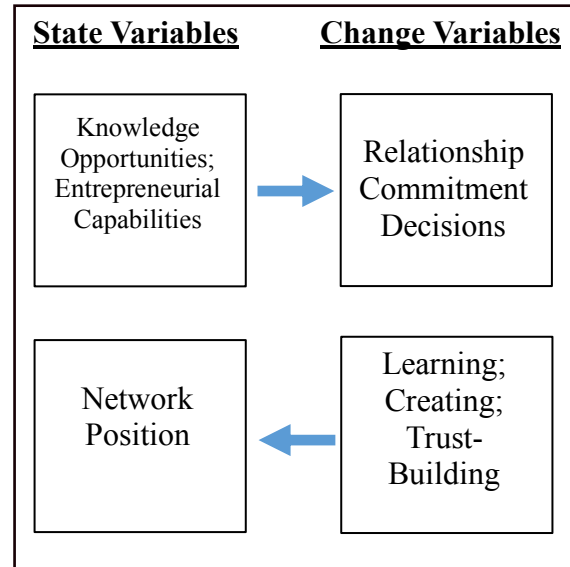 State Variables
Change Variables
Knowledge
Opportunities;
Entrepreneurial
Capabilities
Relationship
Commitment
Decisions
Network
Position
Learning;
Creating;
Trust-
Building